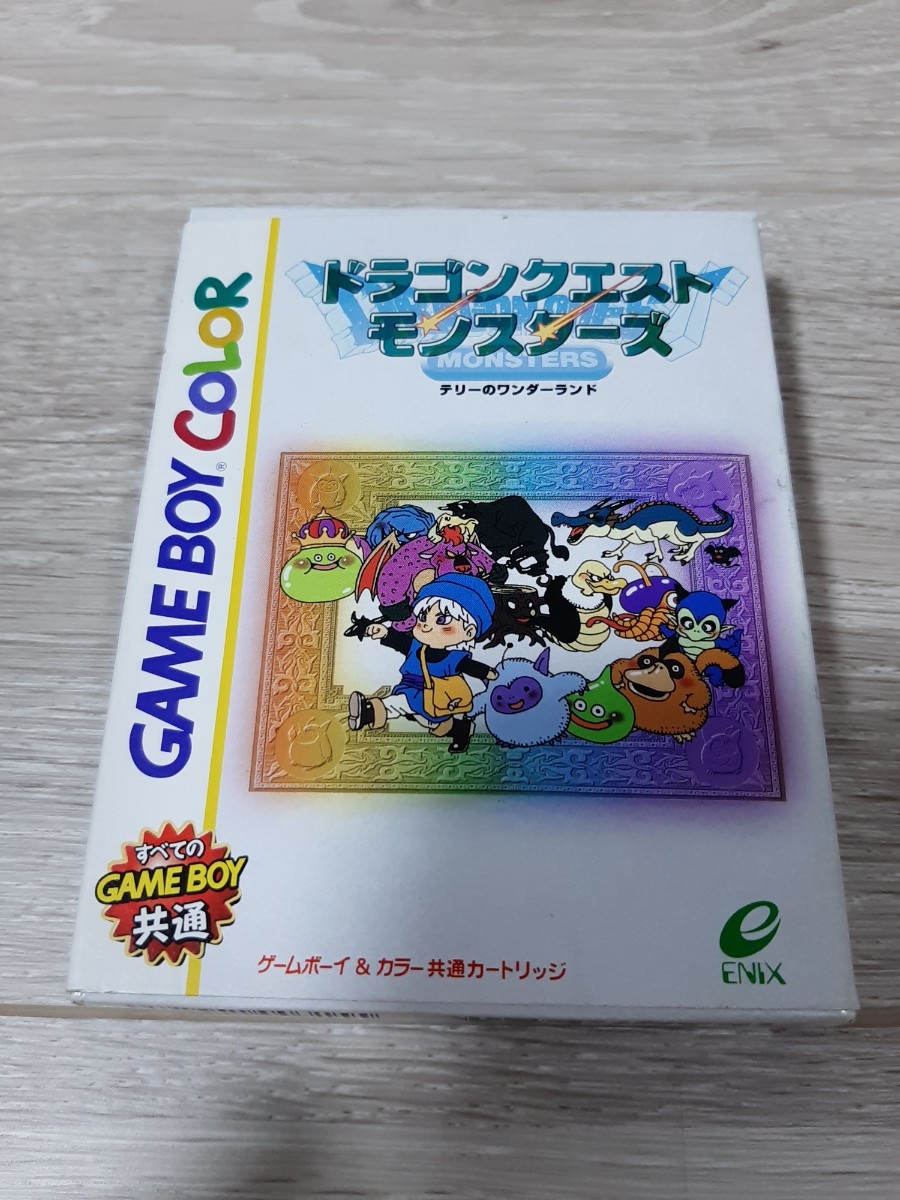 ドラゴンクエスト
モンスターズ
MONSTERS
テリーのワンダーランド
GAME BOY® COLOR
すべての
GAME BOY
共通
ゲームボーイ & カラー共通カートリッジ
ENIX